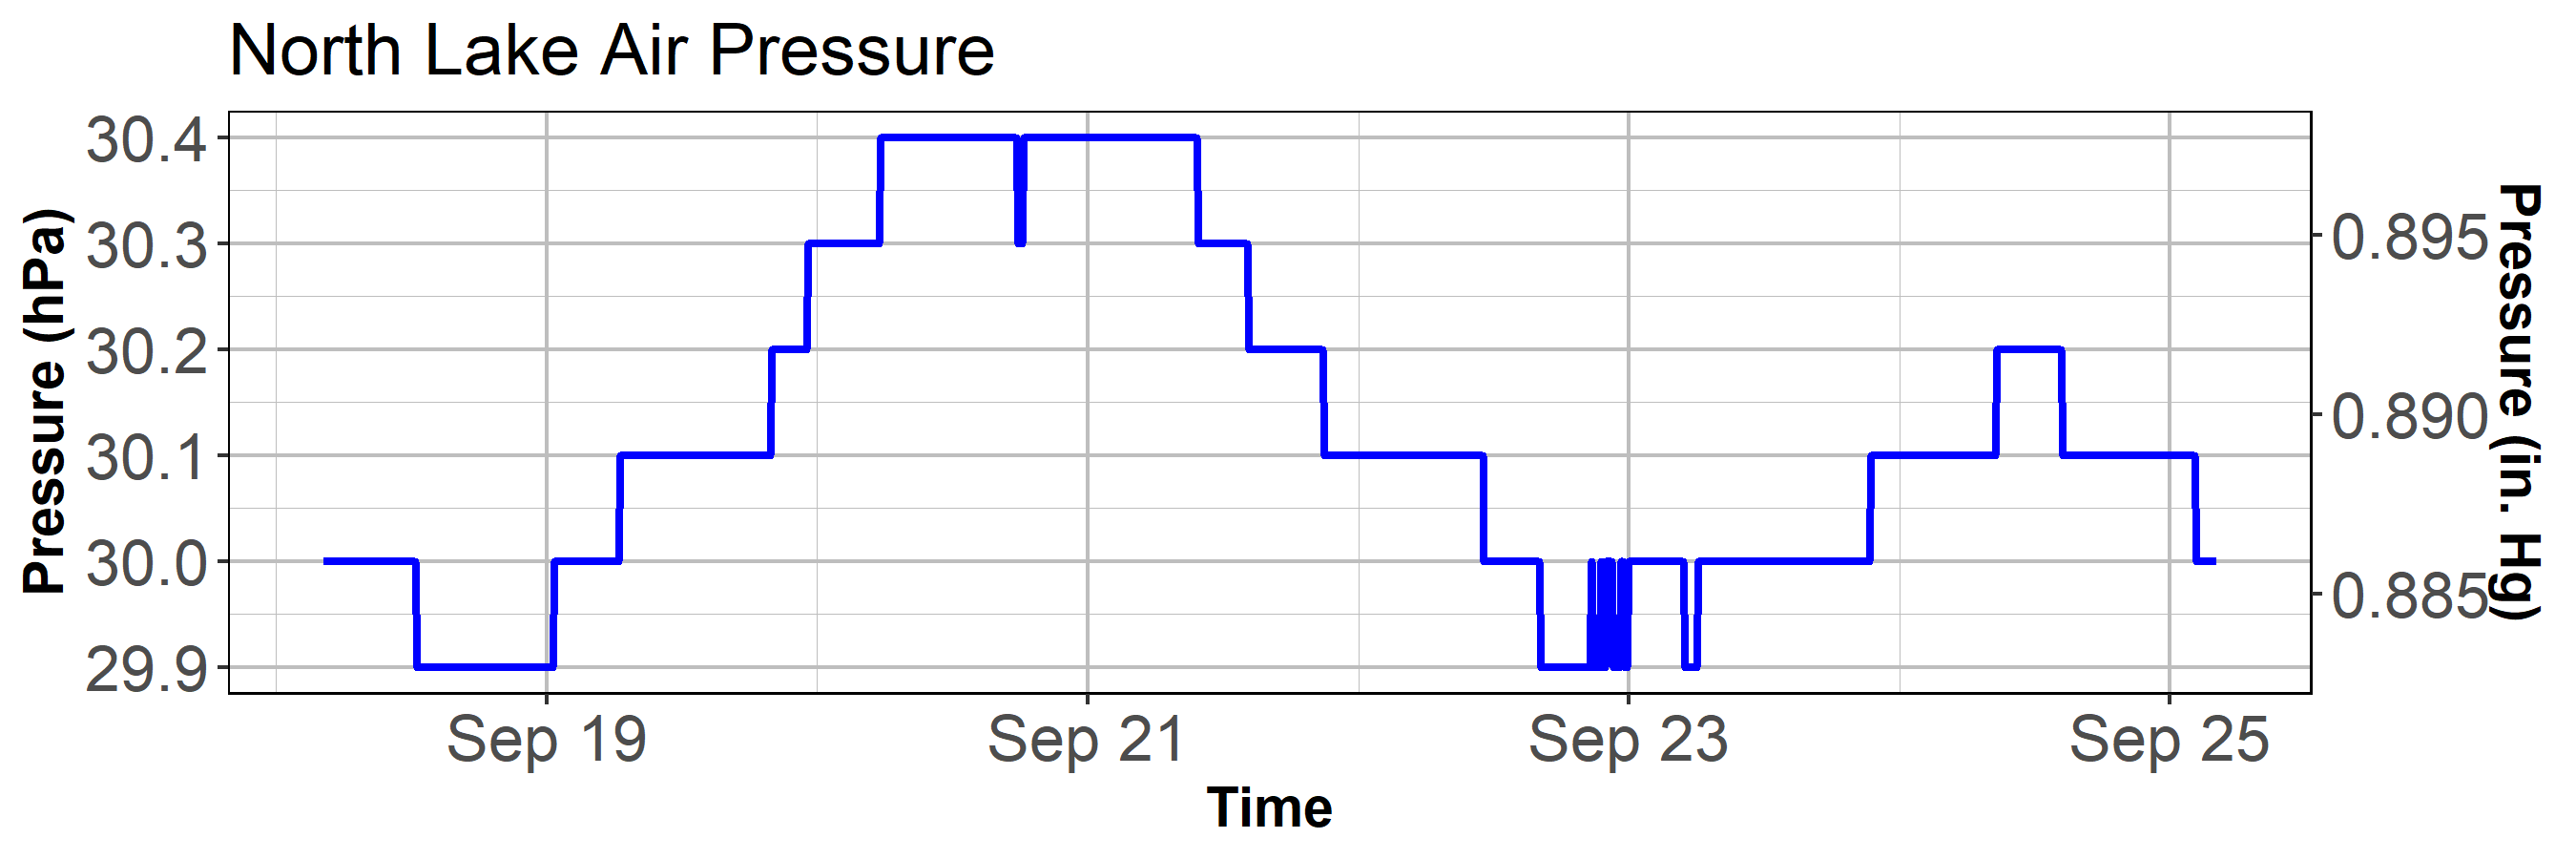 North Lake Air Pressure
Pressure (hPa)
30.4
30.3
30.2
30.1
30.0
29.9
0.895
0.890
0.885
Pressure (in. Hg)
Sep 19
Sep 21
Sep 23
Sep 25
Time